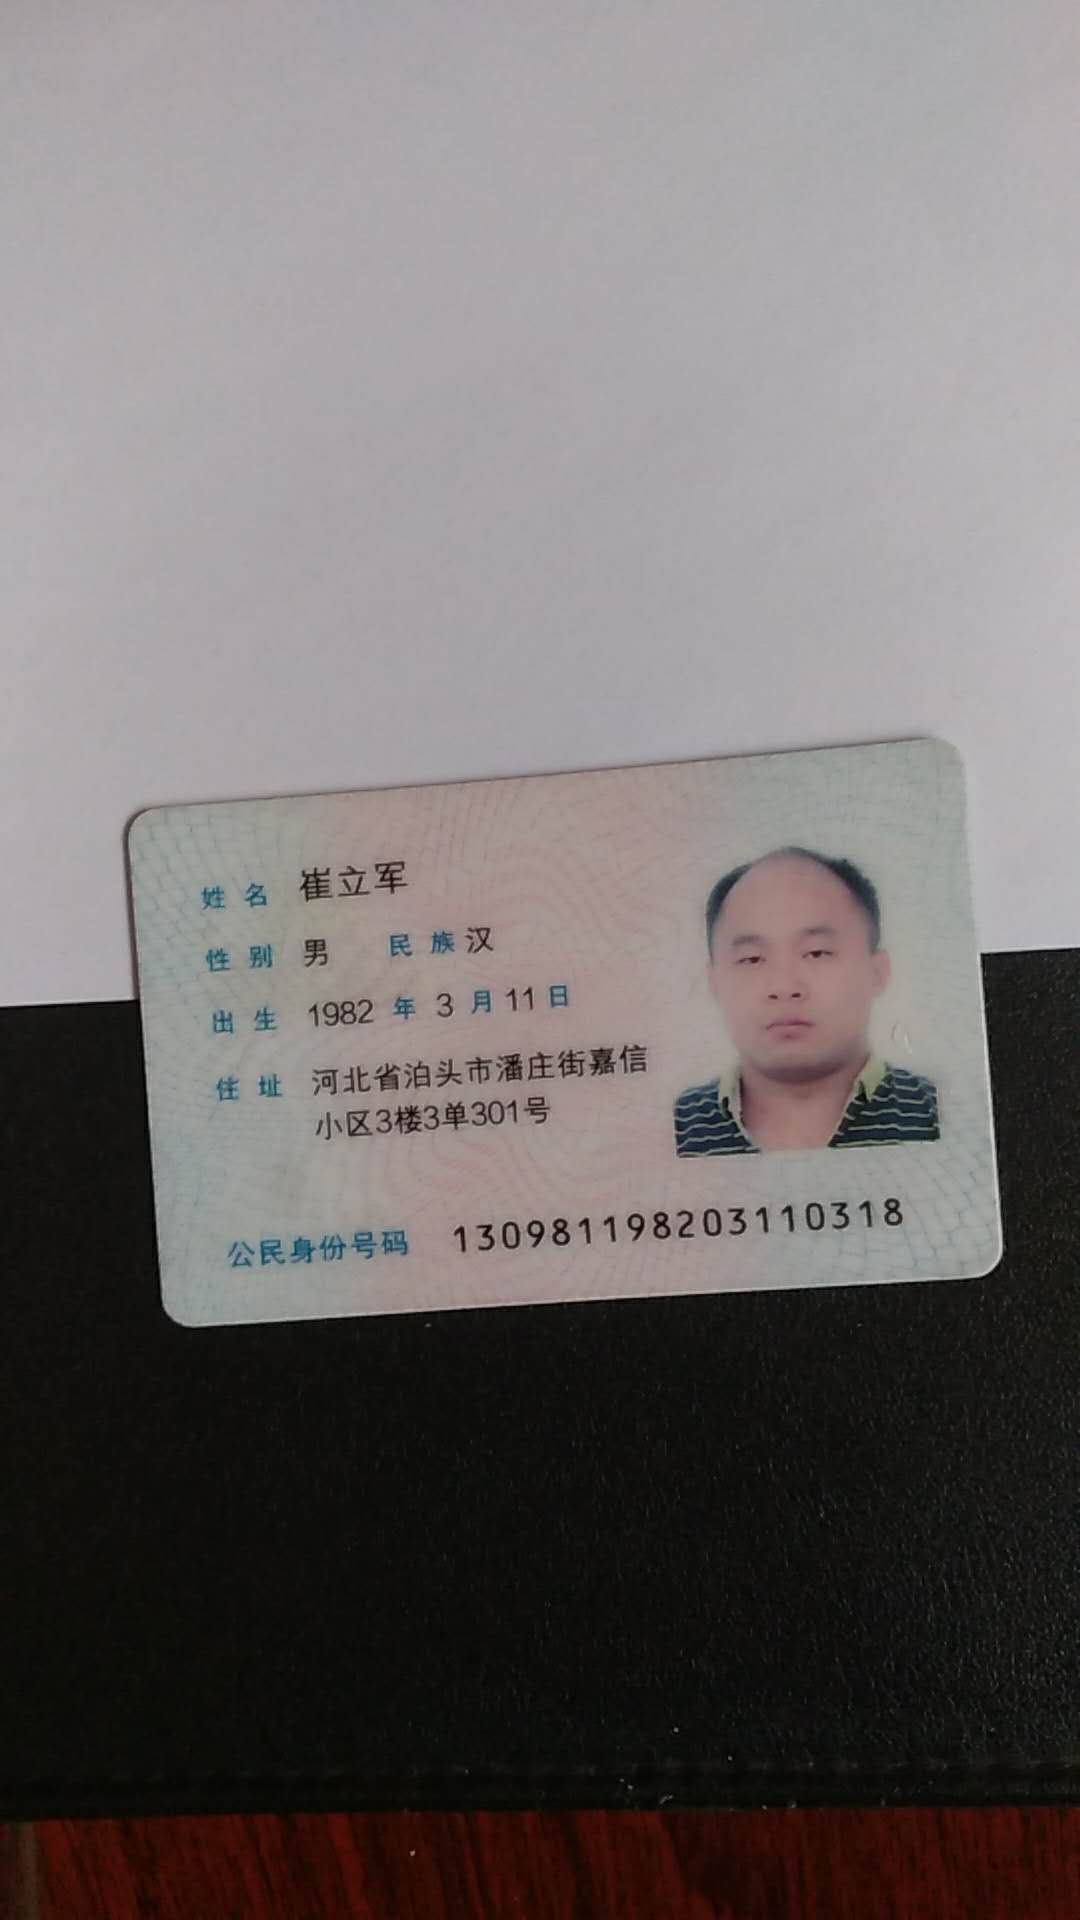 姓名 崔立军
性别 男 民族 汉
出生 1982 年 3 月 11 日
住址 河北省泊头市潘庄街嘉信
小区3楼3单301号
公民身份号码 130981198203110318